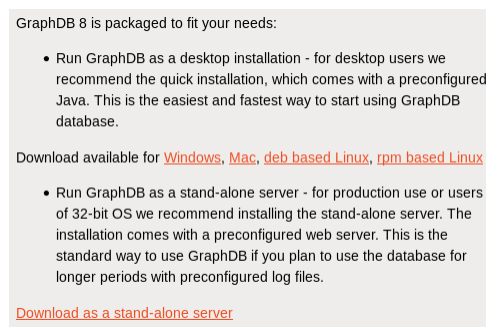 GraphDB 8 is packaged to fit your needs:
• Run GraphDB as a desktop installation - for desktop users we
recommend the quick installation, which comes with a preconfigured
Java. This is the easiest and fastest way to start using GraphDB
database.
Download available for Windows, Mac, deb based Linux, rpm based Linux
• Run GraphDB as a stand-alone server - for production use or users
of 32-bit OS we recommend installing the stand-alone server. The
installation comes with a preconfigured web server. This is the
standard way to use GraphDB if you plan to use the database for
longer periods with preconfigured log files.
Download as a stand-alone server